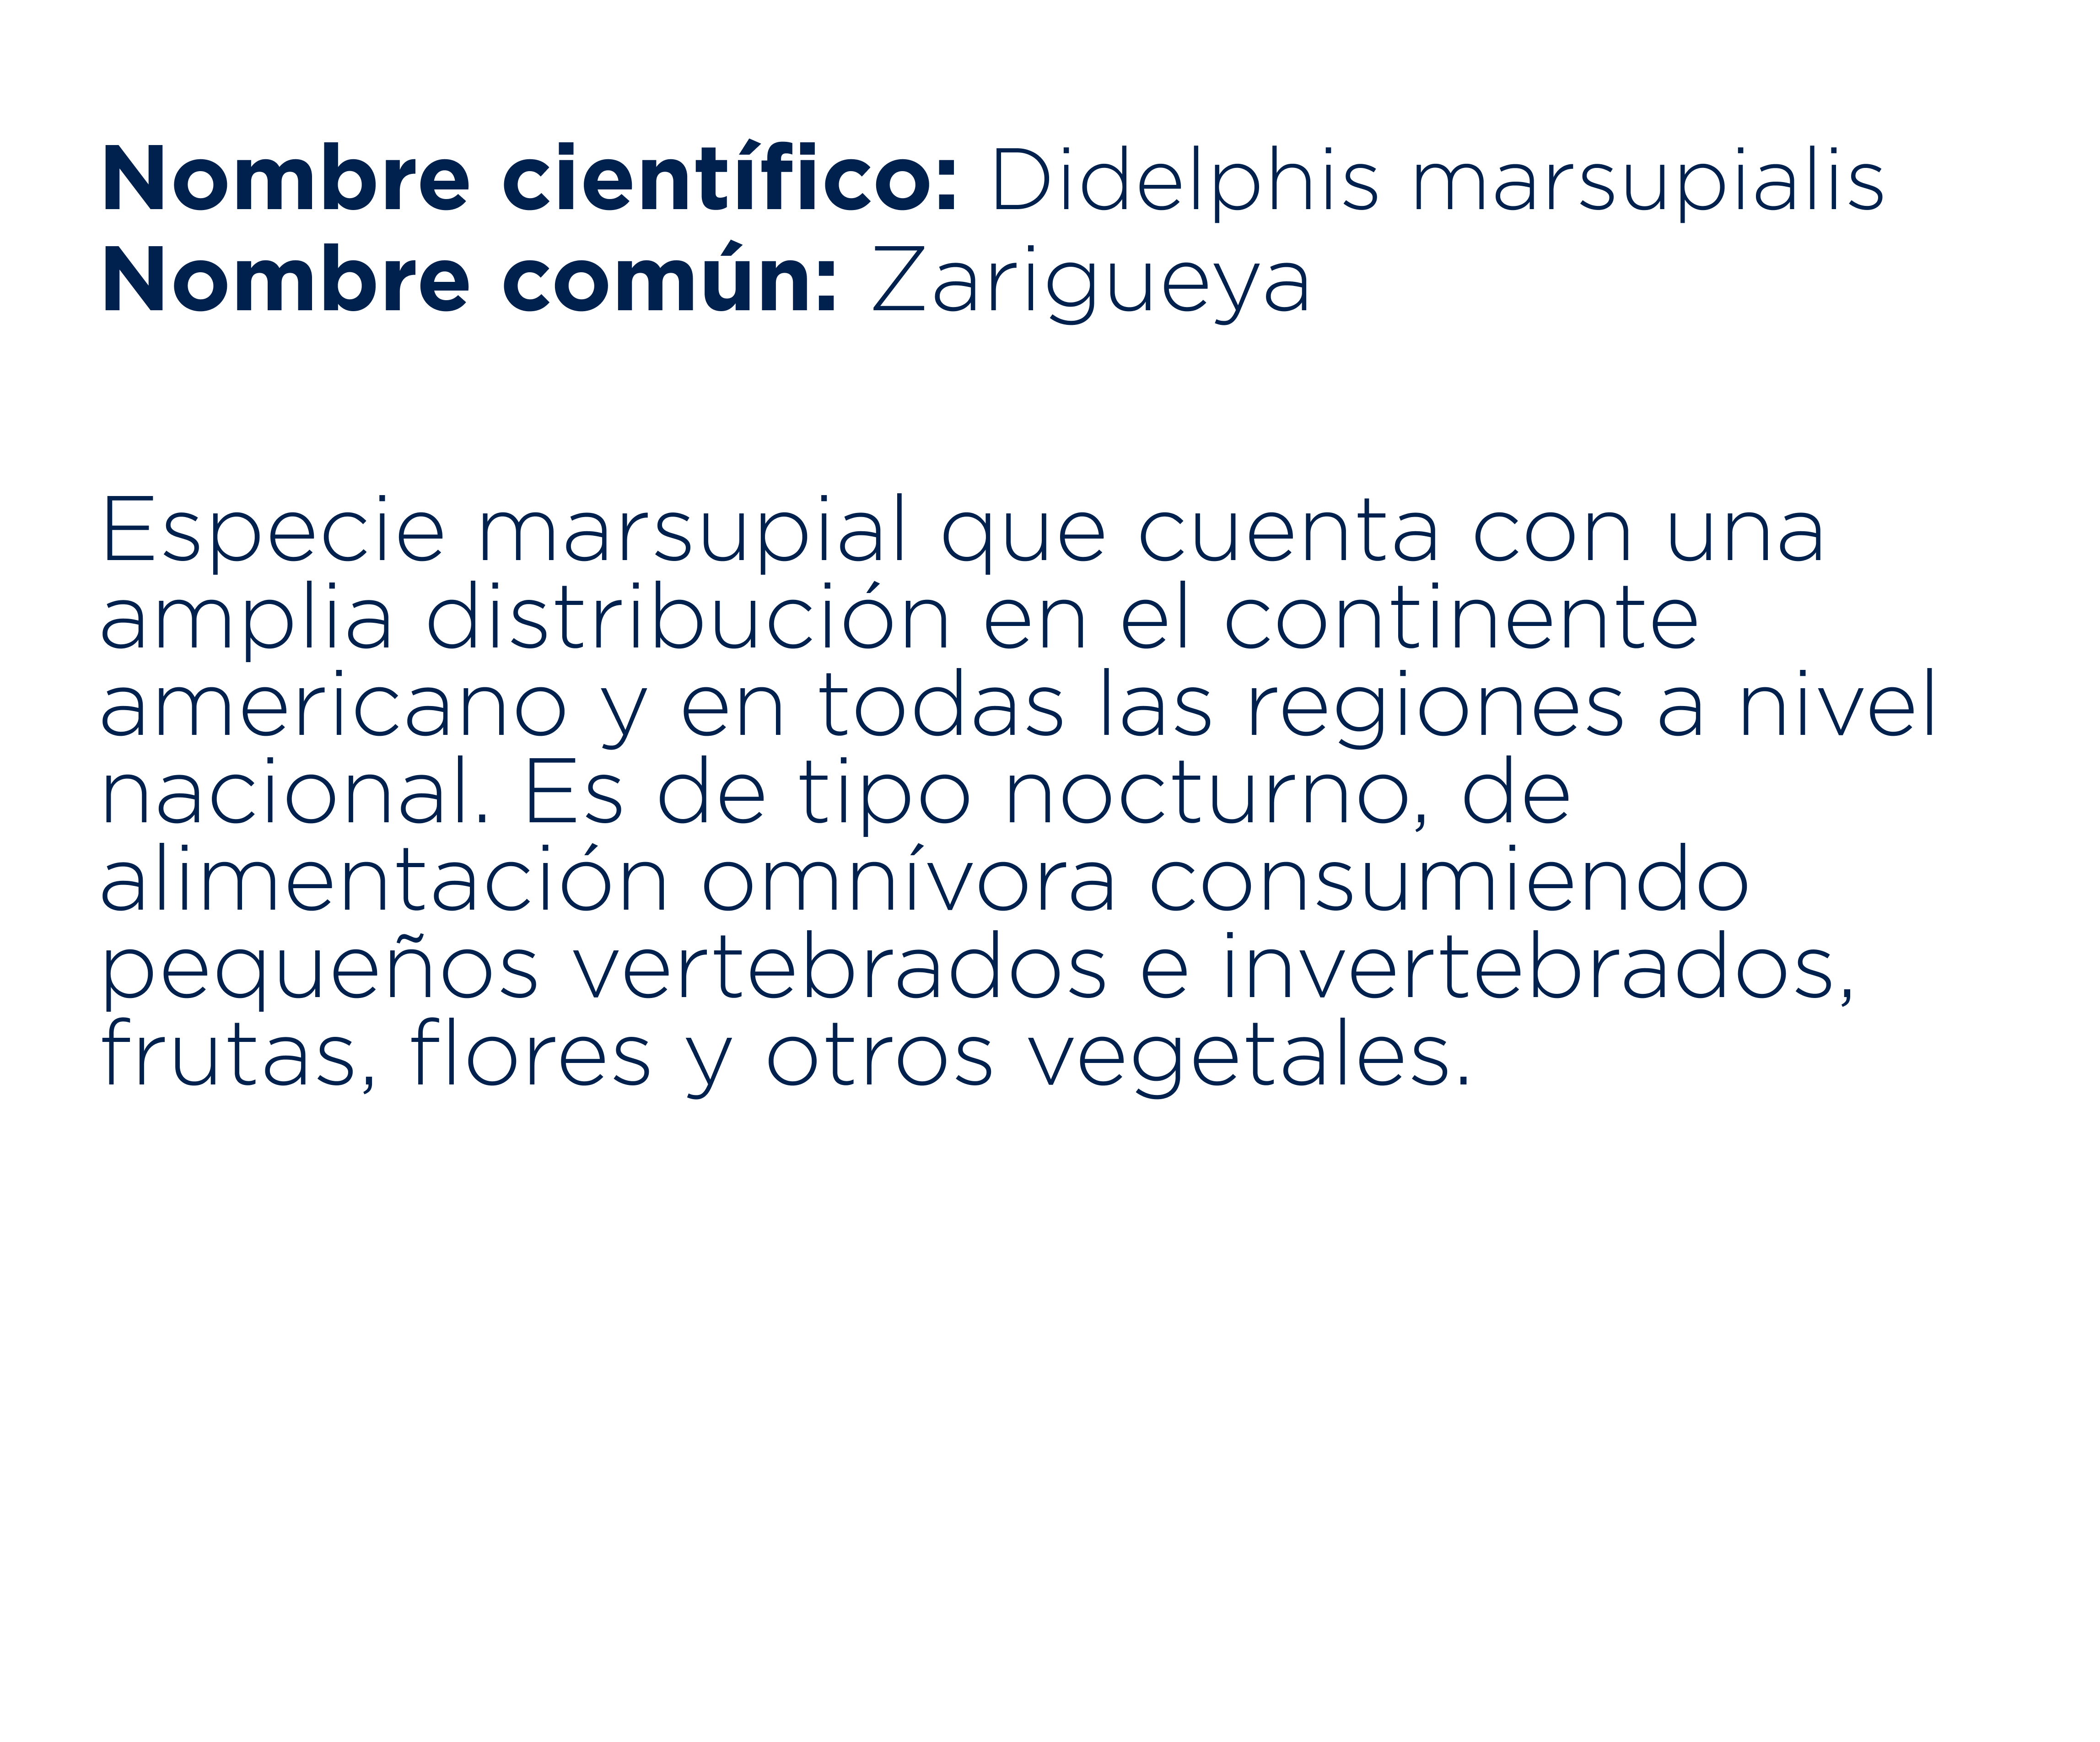 Nombre científico: Didelphis marsupialis
Nombre común: Zarigueya
Especie marsupial que cuenta con una
amplia distribución en el continente
americano y en todas las regiones a nivel
nacional. Es de tipo nocturno, de
alimentación omnívora consumiendo
pequeños vertebrados e invertebrados,
frutas, flores y otros vegetales.